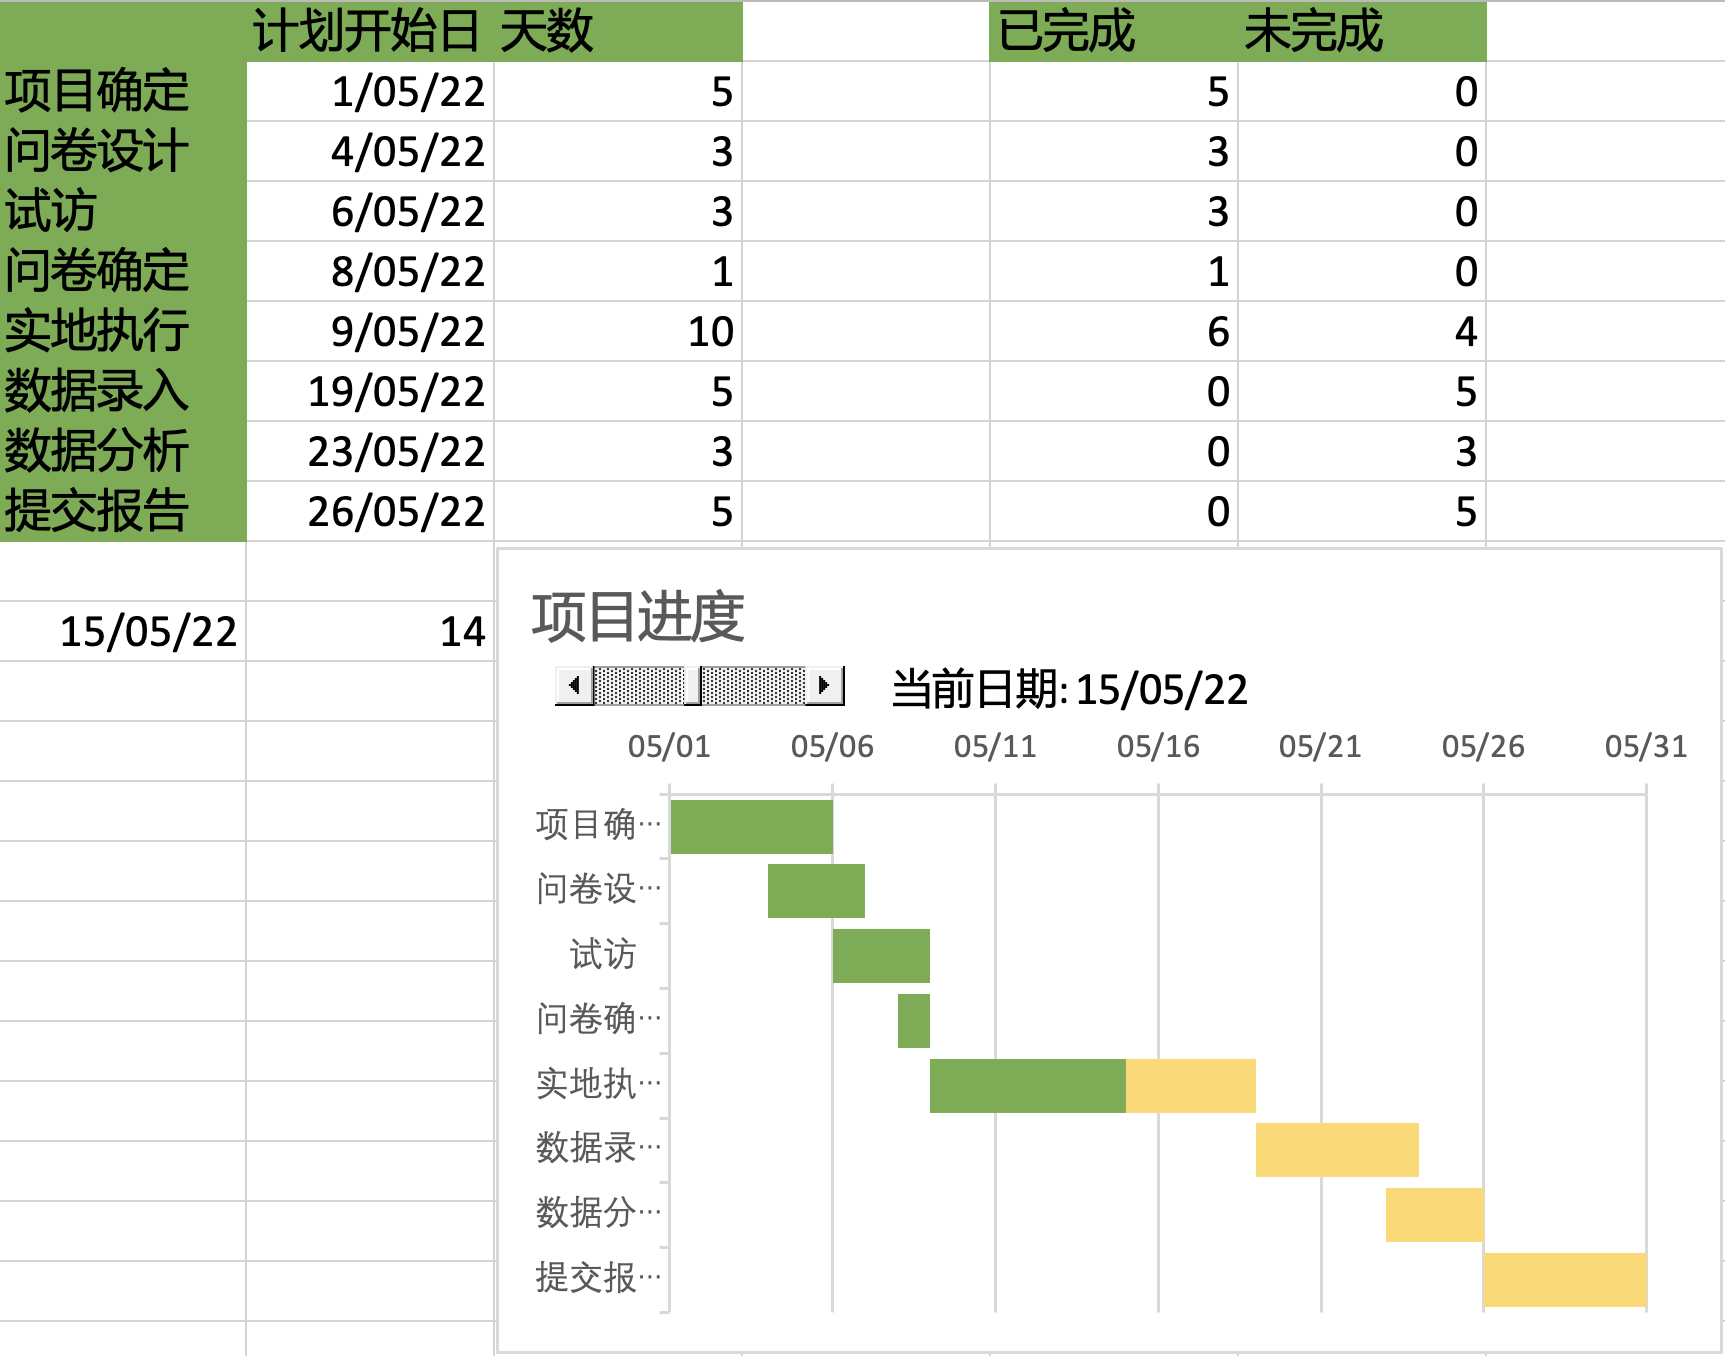 计划开始日 天数 已完成 未完成
项目确定 1/05/22 5 5 0
问卷设计 4/05/22 3 3 0
试访 6/05/22 3 3 0
问卷确定 8/05/22 1 1 0
实地执行 9/05/22 10 6 4
数据录入 19/05/22 5 0 5
数据分析 23/05/22 3 0 3
提交报告 26/05/22 5 0 5
15/05/22 14
项目进度
当前日期: 15/05/22
05/01 05/06 05/11 05/16 05/21 05/26 05/31
项目确…
问卷设…
试访
问卷确…
实地执…
数据录…
数据分…
提交报…